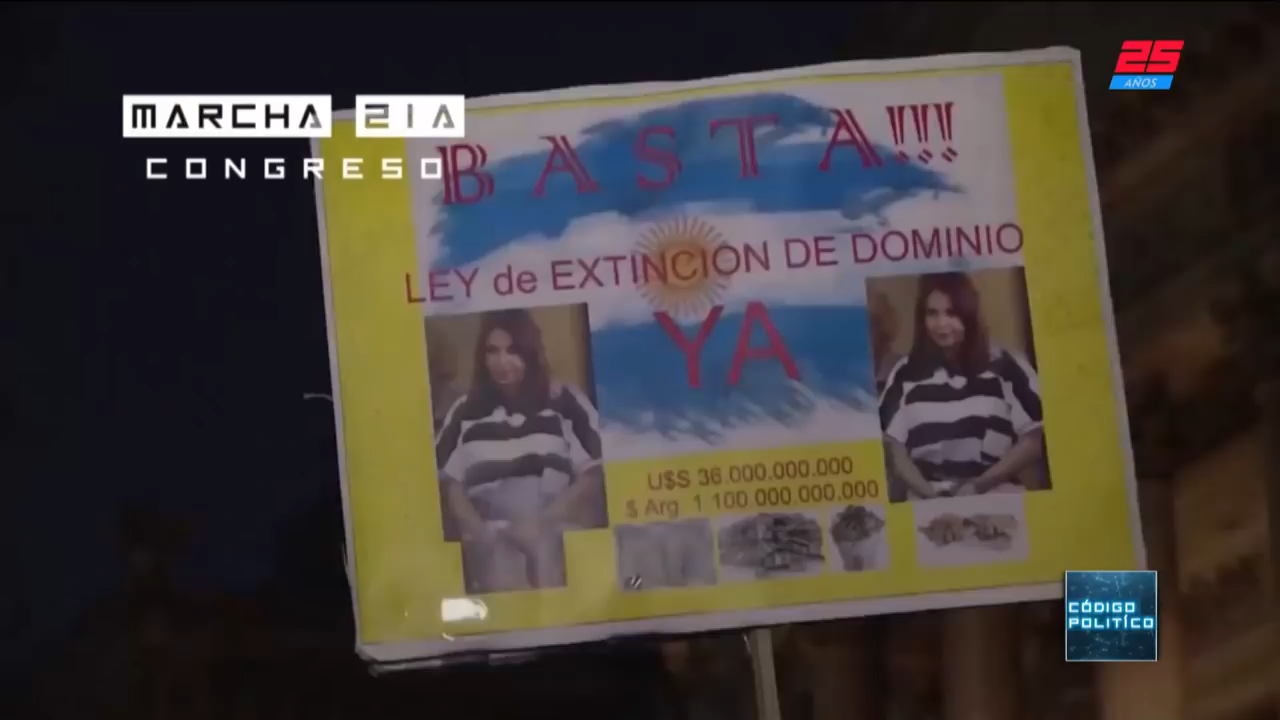 MARCHA 21A
CONGRESO
25
AÑOS
BASTA!!!
LEY de EXTINCION DE DOMINIO
YA
U$S 36.000.000.000
$ Arg 1 100 000 000.000
CÓDIGO
POLITÍCO